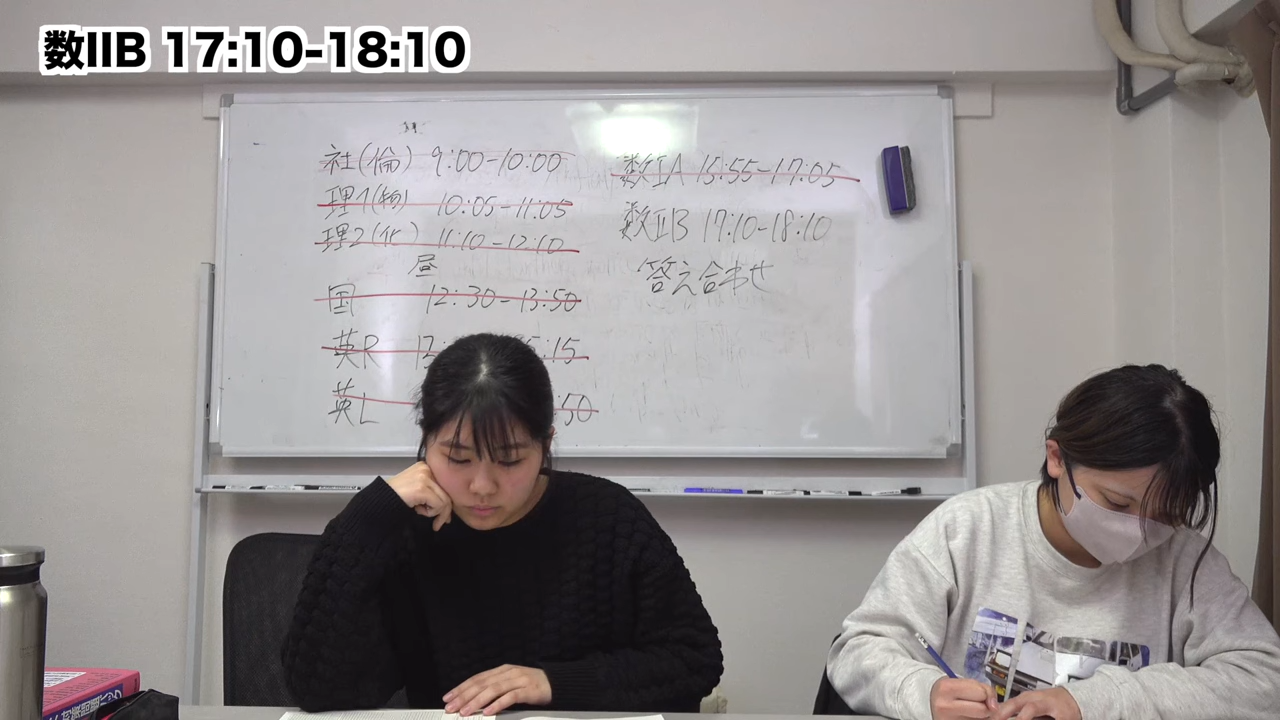 数IIB 17:10-18:10
社(倫) 9:00-10:00
理1(物) 10:05-11:05
理2(化) 11:10-12:10
昼
国 12:30-13:50
英R 15:15
英L 50
数IA 15:55-17:05
数IIB 17:10-18:10
答え合わせ